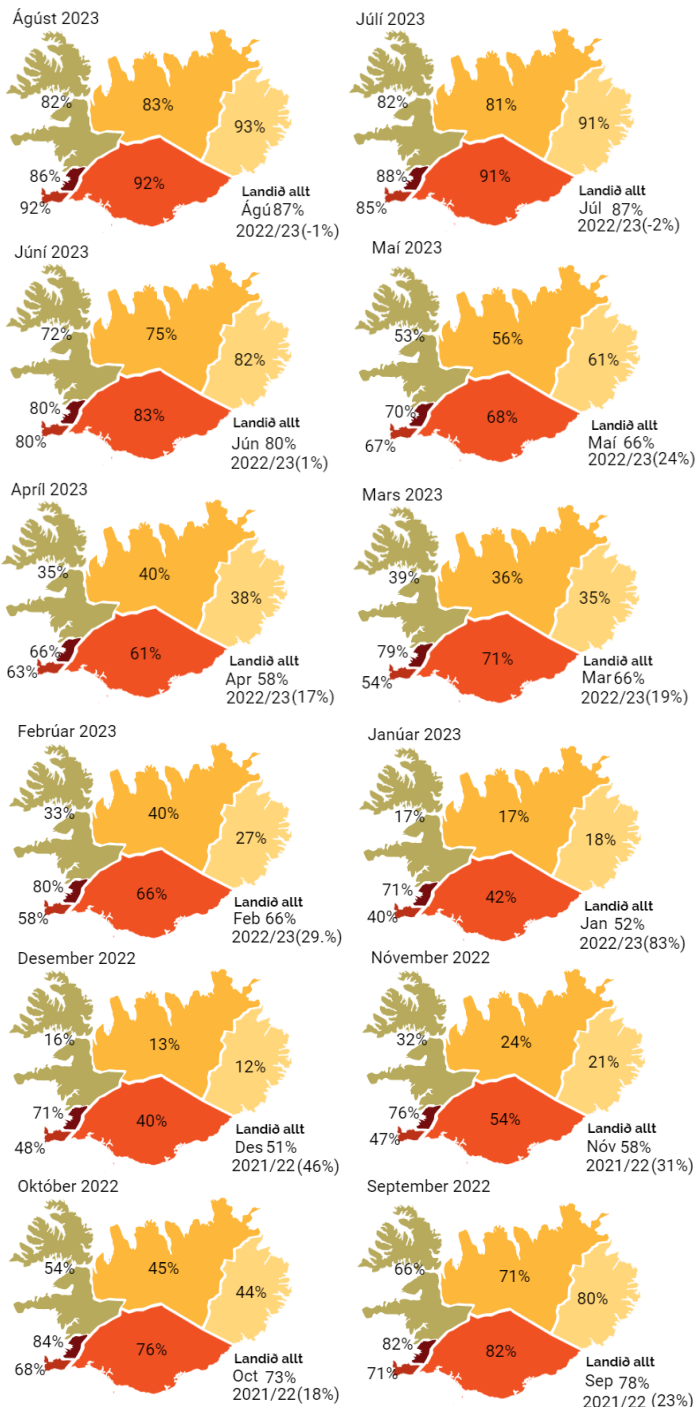 Ágúst 2023
82%
83%
93%
86%
92%
92%
Landið allt
Ágú87%
2022/23(-1%)
Júlí 2023
82%
81%
91%
88%
91%
85%
Landið allt
Júl 87%
2022/23(-2%)
Júní 2023
72%
75%
82%
80%
83%
80%
Landið allt
Jún 80%
2022/23(1%)
Maí 2023
53%
56%
61%
70%
68%
67%
Landið allt
Maí 66%
2022/23(24%)
Apríl 2023
35%
40%
38%
66%
61%
63%
Landið allt
Apr 58%
2022/23(17%)
Mars 2023
39%
36%
35%
79%
71%
54%
Landið allt
Mar66%
2022/23(19%)
Febrúar 2023
33%
40%
27%
80%
66%
58%
Landið allt
Feb 66%
2022/23(29.%)
Janúar 2023
17%
17%
18%
71%
42%
40%
Landið allt
Jan 52%
2022/23(83%)
Desember 2022
16%
13%
12%
71%
40%
48%
Landið allt
Des 51%
2021/22(46%)
Nóvember 2022
32%
24%
21%
76%
54%
47%
Landið allt
Nóv 58%
2021/22(31%)
Október 2022
54%
45%
44%
84%
76%
68%
Landið allt
Oct 73%
2021/22(18%)
September 2022
66%
71%
80%
82%
82%
71%
Landið allt
Sep 78%
2021/22 (23%)